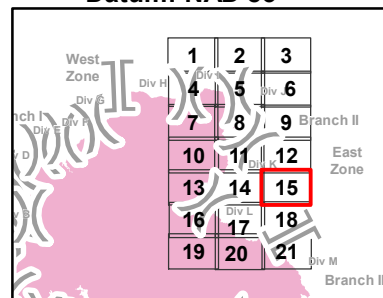 Datum: NAD 83
West
Zone
1 2 3
Div H
4 5 6
Div J
Div G
Div F
7 8 9
Branch II
Div E
Div D
10 11 12
Div K
East
Zone
13 14 15
Div L
16 17 18
19 20 21
Div M
Branch II